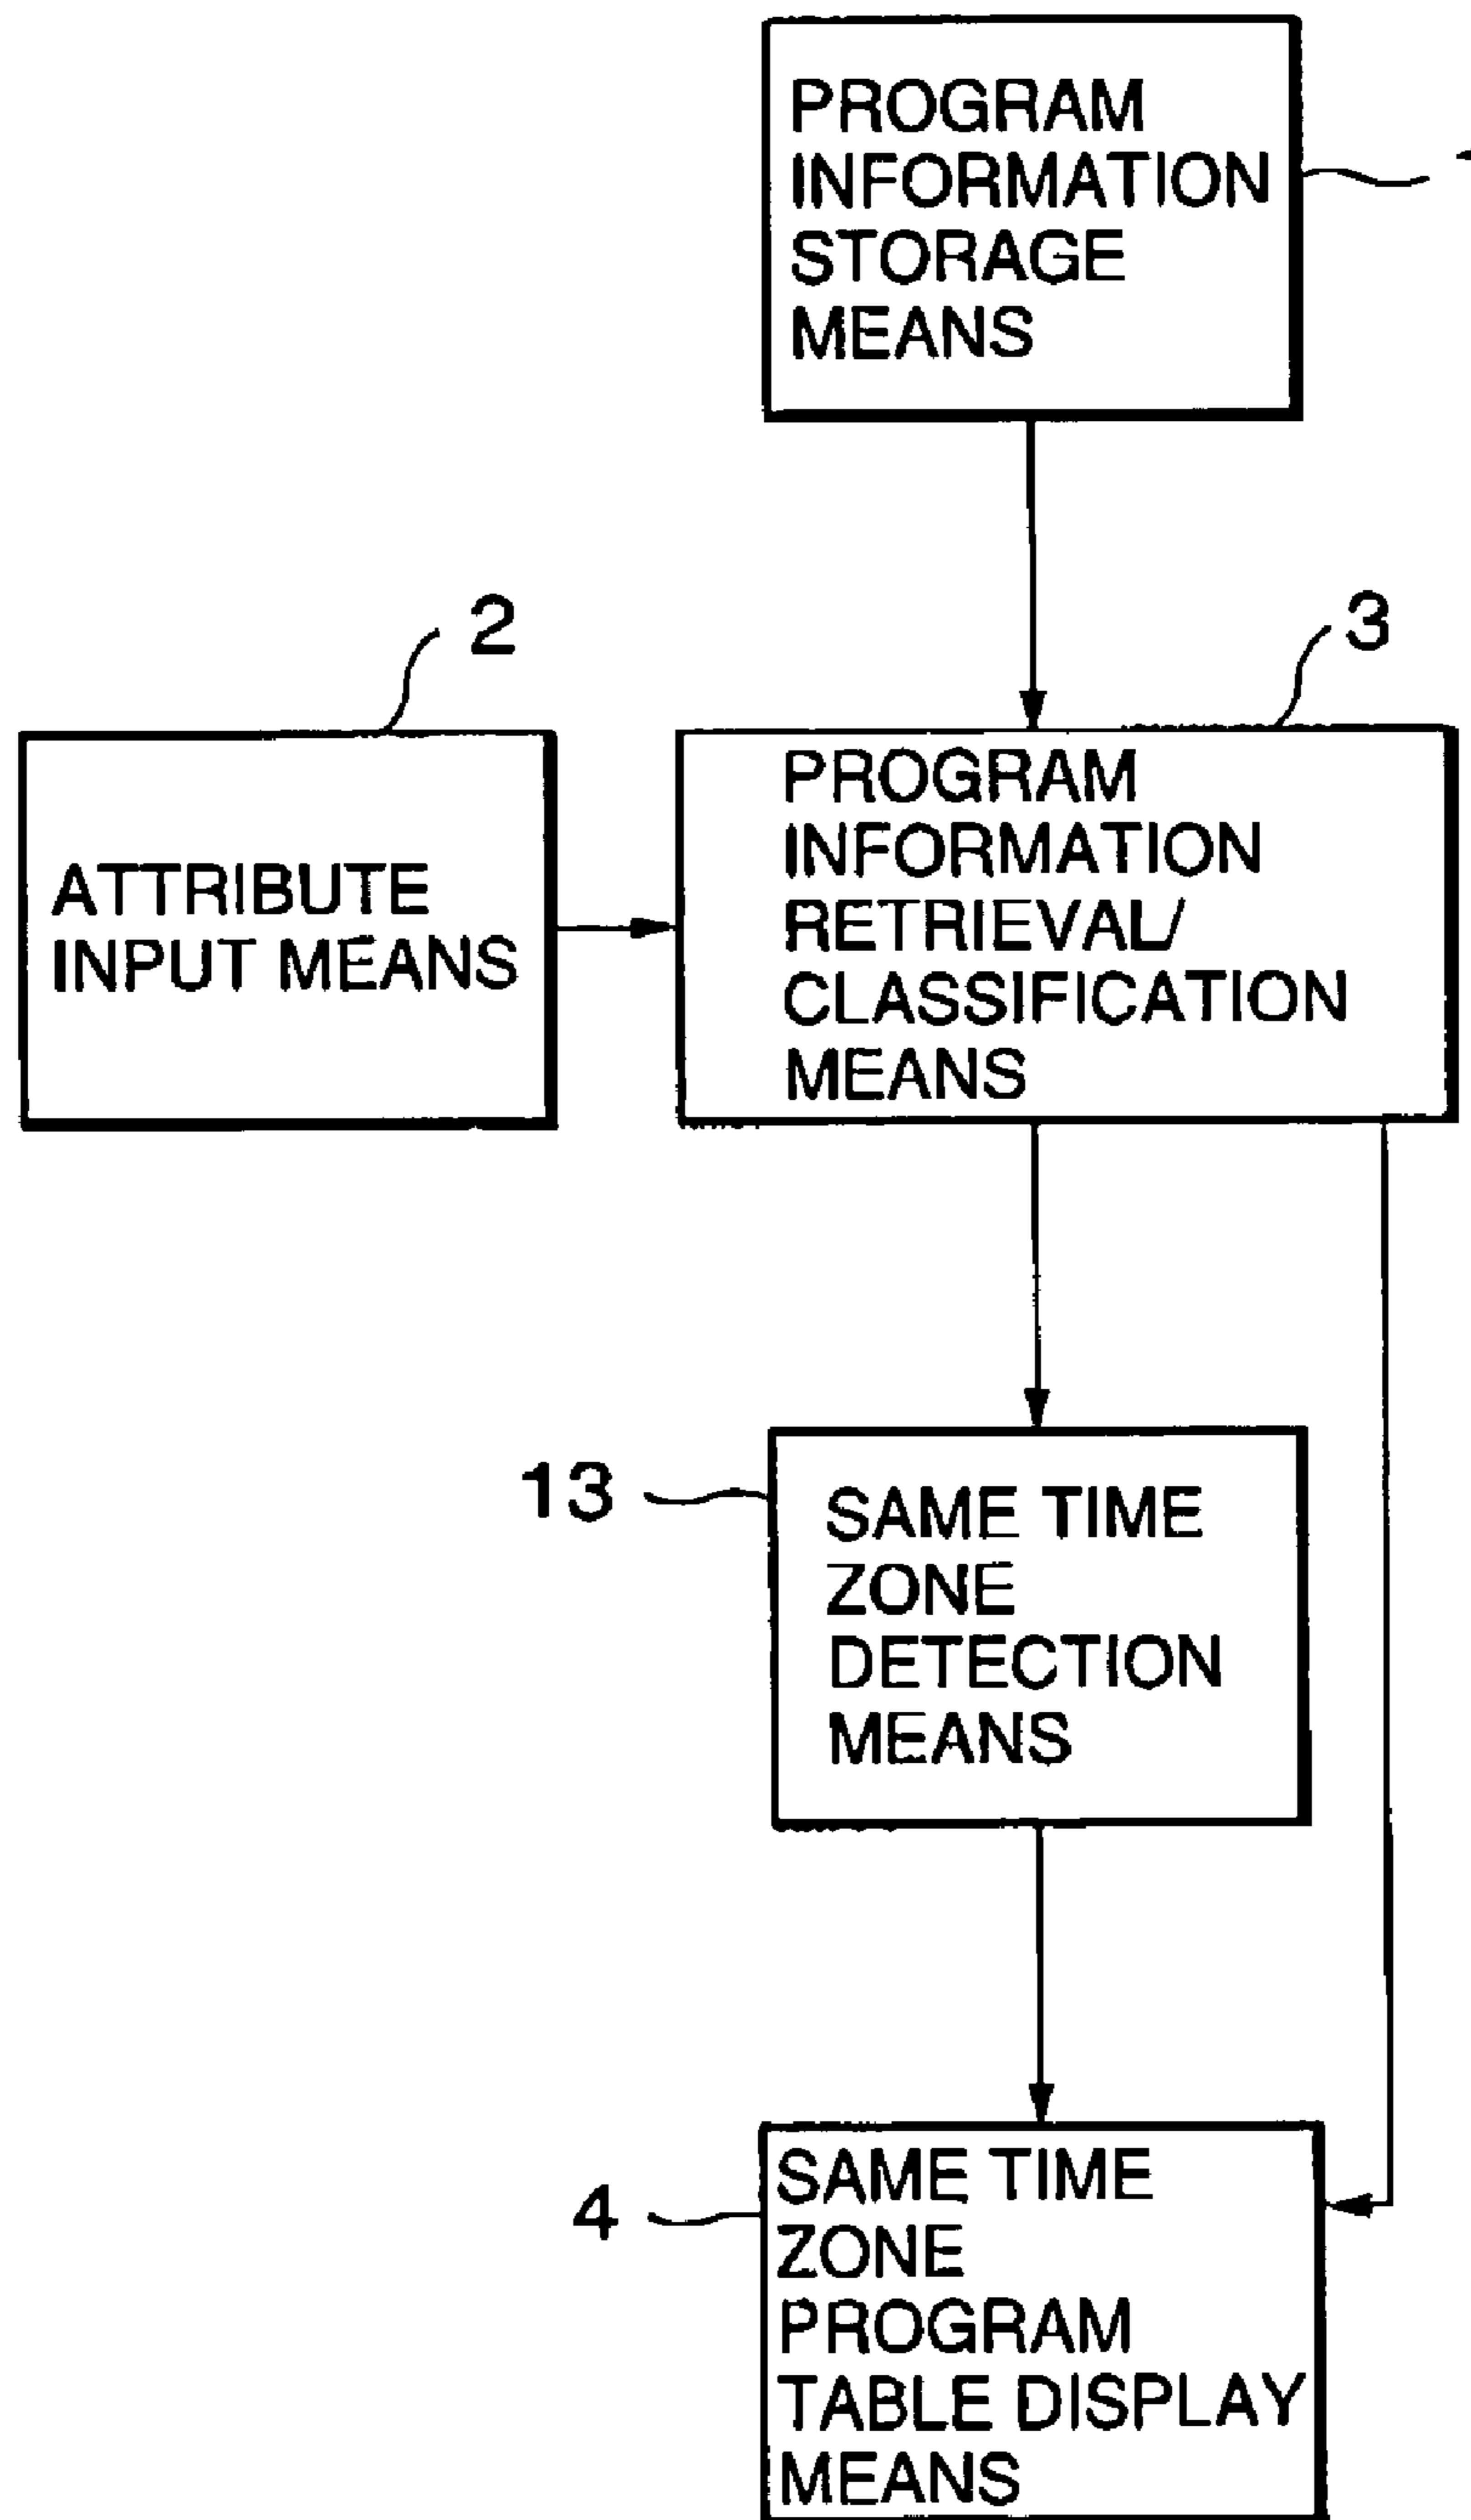 PROGRAM
INFORMATION
STORAGE
MEANS
2
3
ATTRIBUTE
INPUT MEANS
PROGRAM
INFORMATION
RETRIEVAL/
CLASSIFICATION
MEANS
13
SAME TIME
ZONE
DETECTION
MEANS
4
SAME TIME
ZONE
PROGRAM
TABLE DISPLAY
MEANS